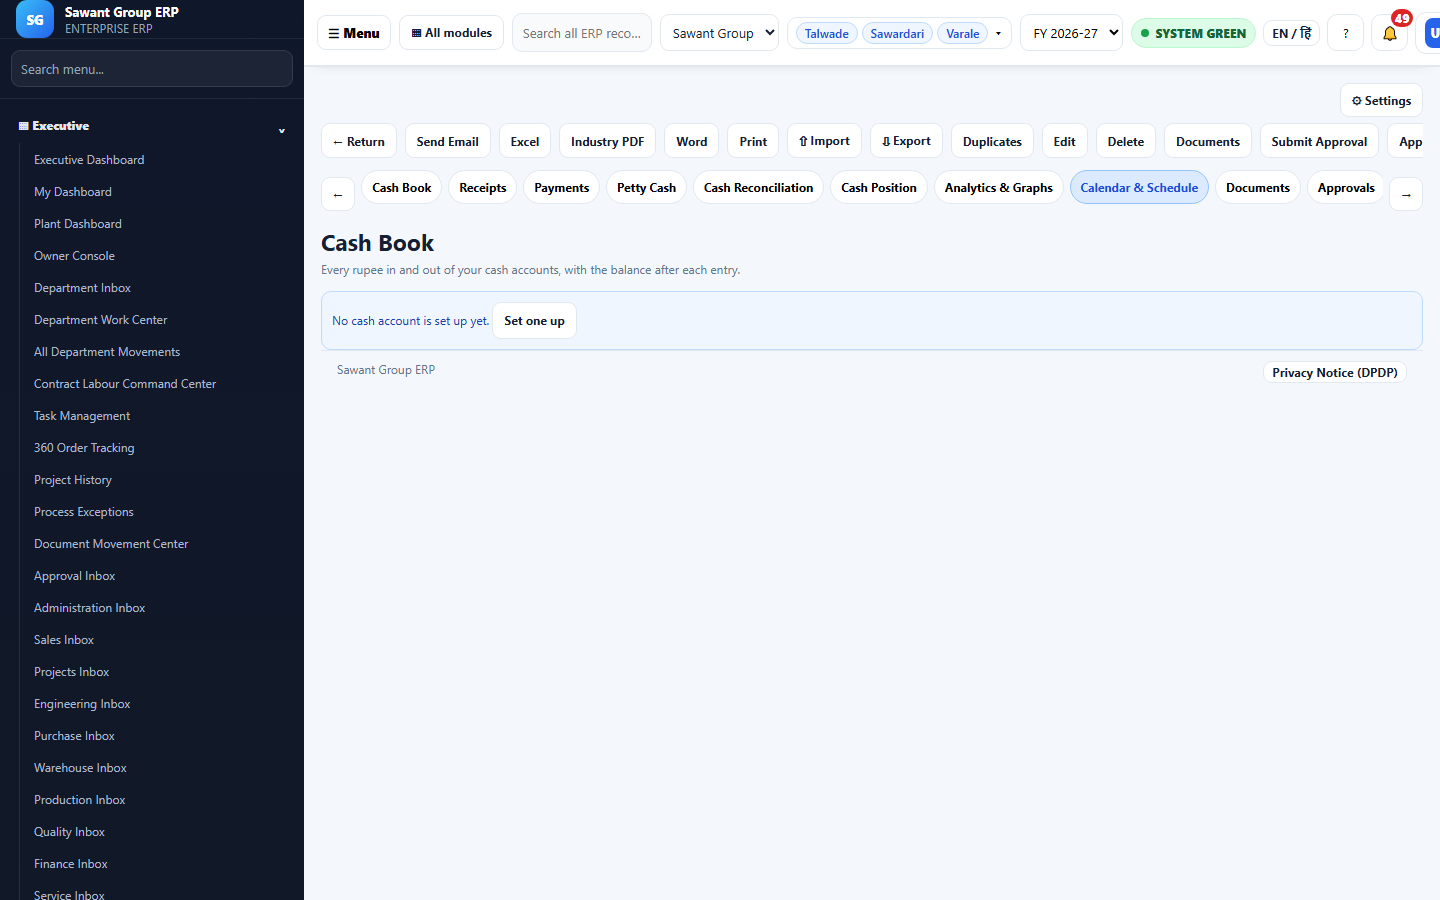 SG
Sawant Group ERP
ENTERPRISE ERP
Search menu...
Executive
Executive Dashboard
My Dashboard
Plant Dashboard
Owner Console
Department Inbox
Department Work Center
All Department Movements
Contract Labour Command Center
Task Management
360 Order Tracking
Project History
Process Exceptions
Document Movement Center
Approval Inbox
Administration Inbox
Sales Inbox
Projects Inbox
Engineering Inbox
Purchase Inbox
Warehouse Inbox
Production Inbox
Quality Inbox
Finance Inbox
Service Inbox
☰ Menu
All modules
Search all ERP reco...
Sawant Group
Talwade Sawardari Varale
FY 2026-27
SYSTEM GREEN
EN / हिं
?
49
U
⚙ Settings
← Return Send Email Excel Industry PDF Word Print ⇧ Import ⇩ Export Duplicates Edit Delete Documents Submit Approval App
← Cash Book Receipts Payments Petty Cash Cash Reconciliation Cash Position Analytics & Graphs Calendar & Schedule Documents Approvals →
Cash Book
Every rupee in and out of your cash accounts, with the balance after each entry.
No cash account is set up yet. Set one up
Sawant Group ERP
Privacy Notice (DPDP)